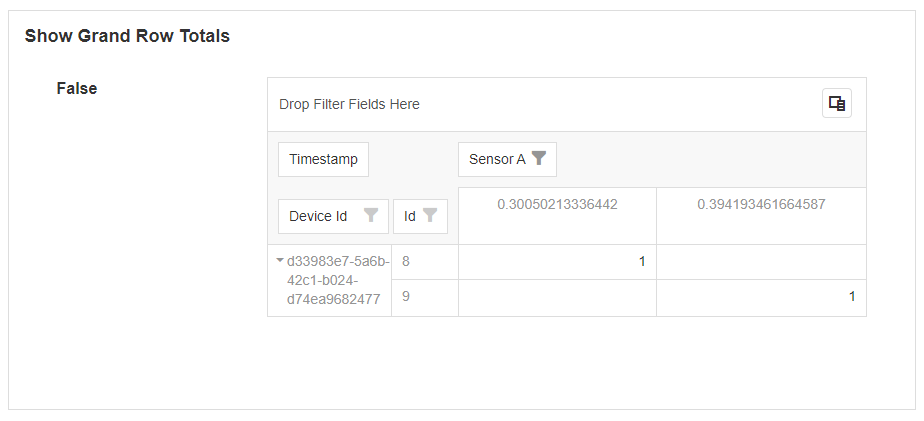 Show Grand Row Totals
False
Drop Filter Fields Here
Timestamp
Sensor A
Device Id
Id
0.30050213336442
0.394193461664587
d33983e7-5a6b-
42c1-b024-
d74ea9682477
8
1
9
1